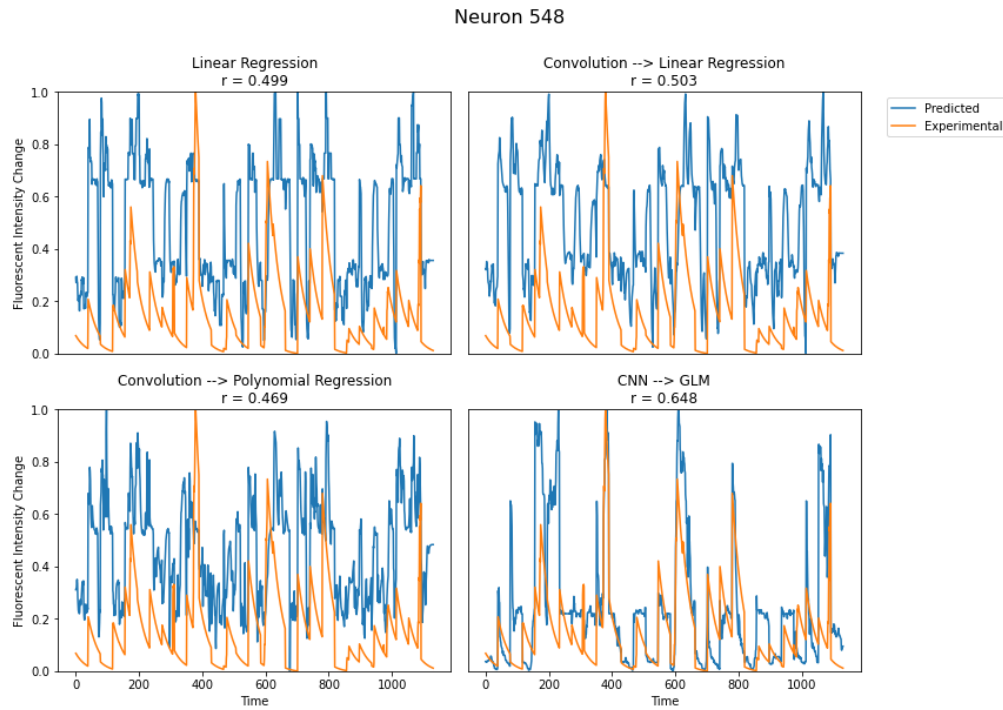 Neuron 548
Linear Regression
r = 0.499
Convolution --> Linear Regression
r = 0.503
Predicted
Experimental
1.0
0.8
0.6
0.4
0.2
0.0
Fluorescent Intensity Change
Convolution --> Polynomial Regression
r = 0.469
CNN --> GLM
r = 0.648
1.0
0.8
0.6
0.4
0.2
0.0
Fluorescent Intensity Change
0 200 400 600 800 1000
Time
0 200 400 600 800 1000
Time